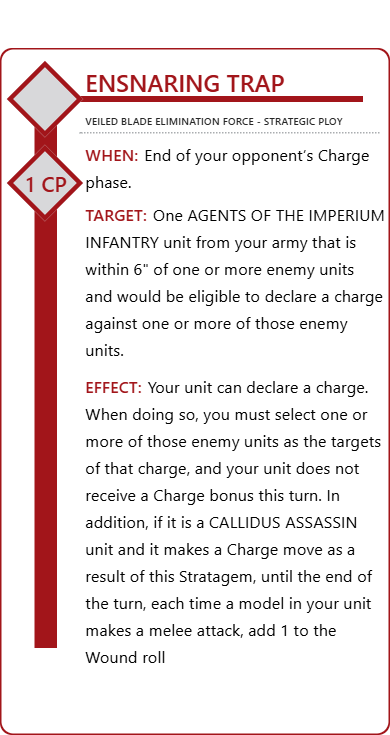 ENSNARING TRAP
VEILED BLADE ELIMINATION FORCE - STRATEGIC PLOY
1 CP
WHEN: End of your opponent's Charge
phase.
TARGET: One AGENTS OF THE IMPERIUM
INFANTRY unit from your army that is
within 6" of one or more enemy units
and would be eligible to declare a charge
against one or more of those enemy
units.
EFFECT: Your unit can declare a charge.
When doing so, you must select one or
more of those enemy units as the targets
of that charge, and your unit does not
receive a Charge bonus this turn. In
addition, if it is a CALLIDUS ASSASSIN
unit and it makes a Charge move as a
result of this Stratagem, until the end of
the turn, each time a model in your unit
makes a melee attack, add 1 to the
Wound roll